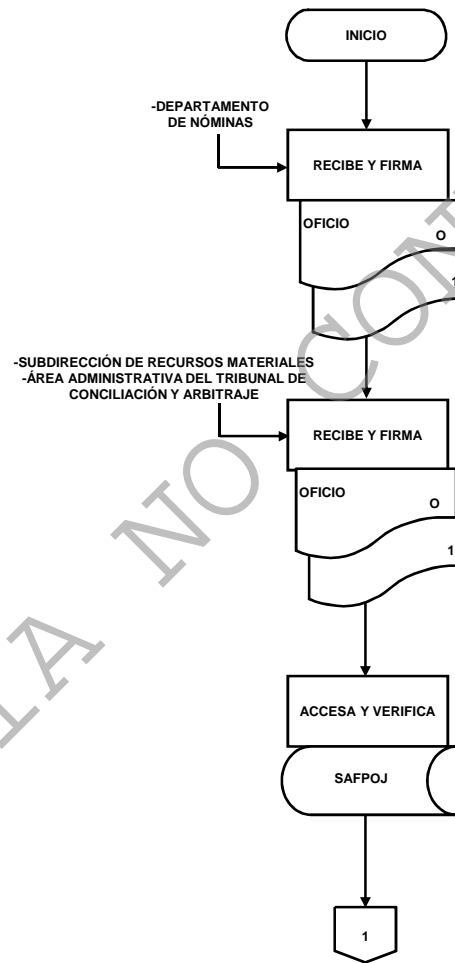 INICIO
-DEPARTAMENTO
DE NÓMINAS
RECIBE Y FIRMA
OFICIO
O
1
-SUBDIRECCIÓN DE RECURSOS MATERIALES
-ÁREA ADMINISTRATIVA DEL TRIBUNAL DE
CONCILIACIÓN Y ARBITRAJE
RECIBE Y FIRMA
OFICIO
O
1
ACCESA Y VERIFICA
SAFPOJ
1
NO